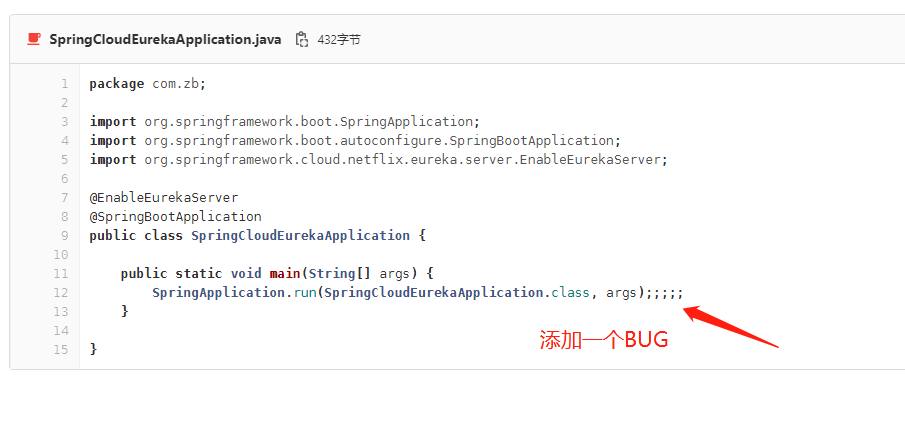 SpringCloudEurekaApplication.java 432字节
1 package com.zb;
2
3 import org.springframework.boot.SpringApplication;
4 import org.springframework.boot.autoconfigure.SpringBootApplication;
5 import org.springframework.cloud.netflix.eureka.server.EnableEurekaServer;
6
7 @EnableEurekaServer
8 @SpringBootApplication
9 public class SpringCloudEurekaApplication {
10
11 public static void main(String[] args) {
12 SpringApplication.run(SpringCloudEurekaApplication.class, args);;;;;
13 }
14
添加一个BUG
15 }